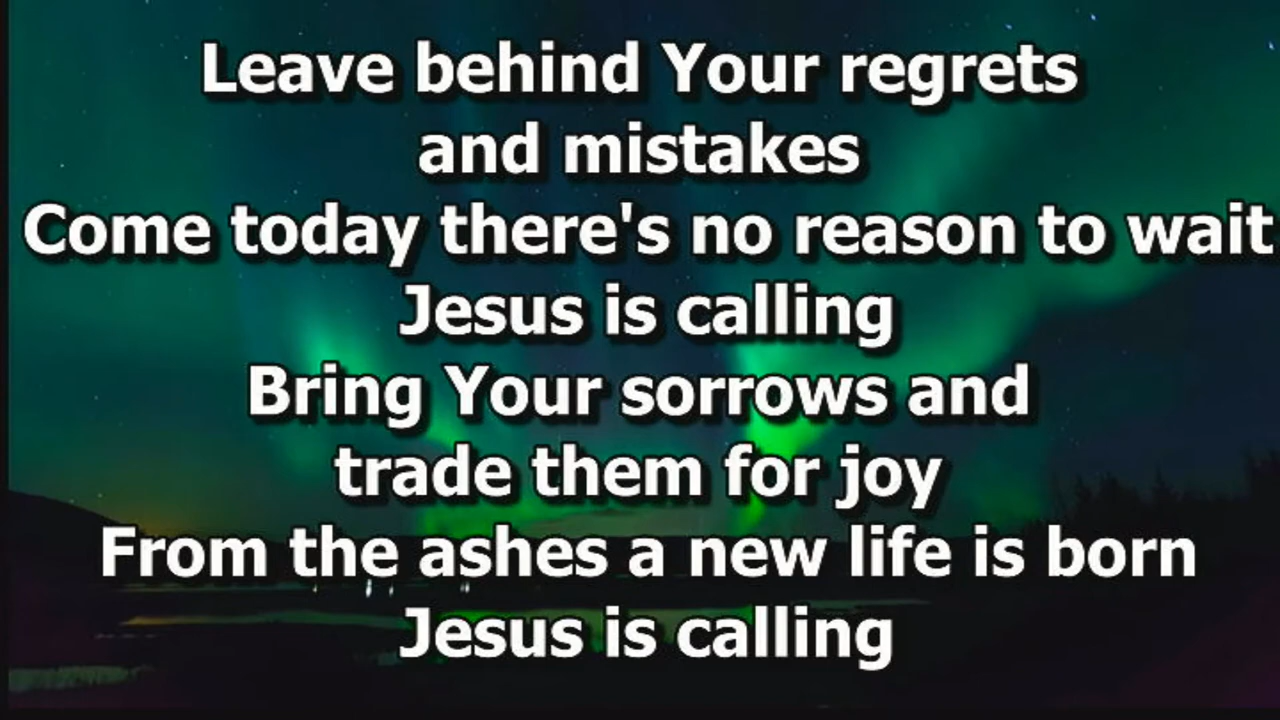 Leave behind Your regrets
and mistakes
Come today there's no reason to wait
Jesus is calling
Bring Your sorrows and
trade them for joy
From the ashes a new life is born
Jesus is calling